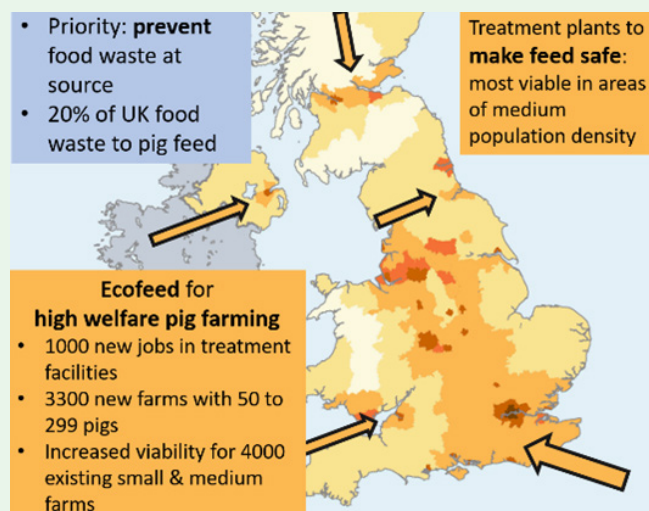 • Priority: prevent
food waste at
source
• 20% of UK food
waste to pig feed
Treatment plants to
make feed safe:
most viable in areas
of medium
population density
Ecofeed for
high welfare pig farming
• 1000 new jobs in treatment
facilities
• 3300 new farms with 50 to
299 pigs
• Increased viability for 4000
existing small & medium
farms